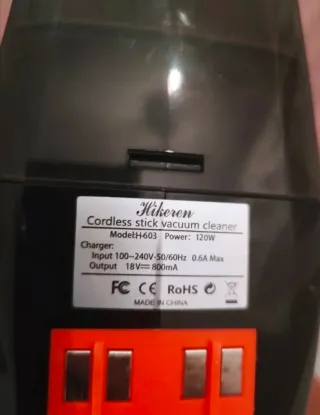 Hikeren
Cordless stick vacuum cleaner
Model:H-603 Power: 120W
Charger:
Input 100~240V-50/60Hz 0.6A Max
Output 18V⎓800mA
FC CE RoHS
MADE IN CHINA